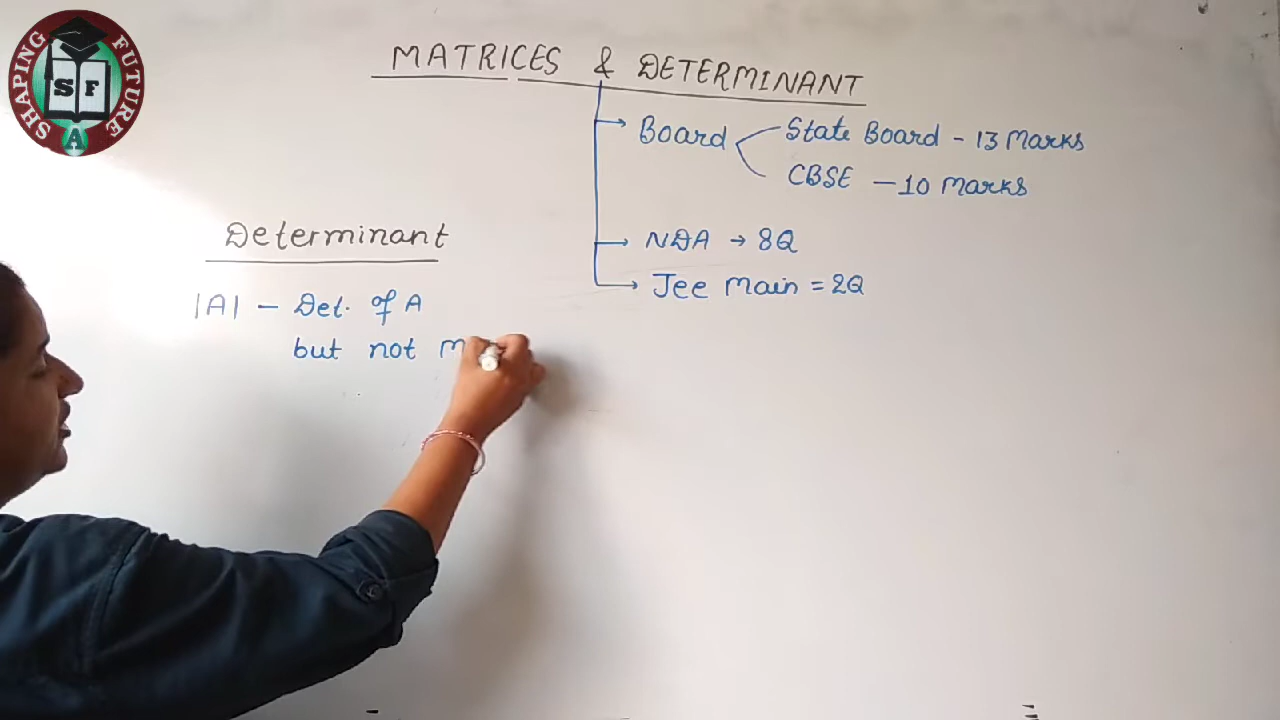 SHAPING FUTURE
S F
A
MATRICES & DETERMINANT
Board
State Board - 13 Marks
CBSE - 10 Marks
NDA → 8Q
Jee Main = 2Q
Determinant
|A| - Det. of A
but not